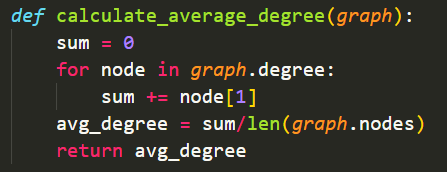 def calculate_average_degree(graph):
    sum = 0
    for node in graph.degree:
        sum += node[1]
    avg_degree = sum/len(graph.nodes)
    return avg_degree